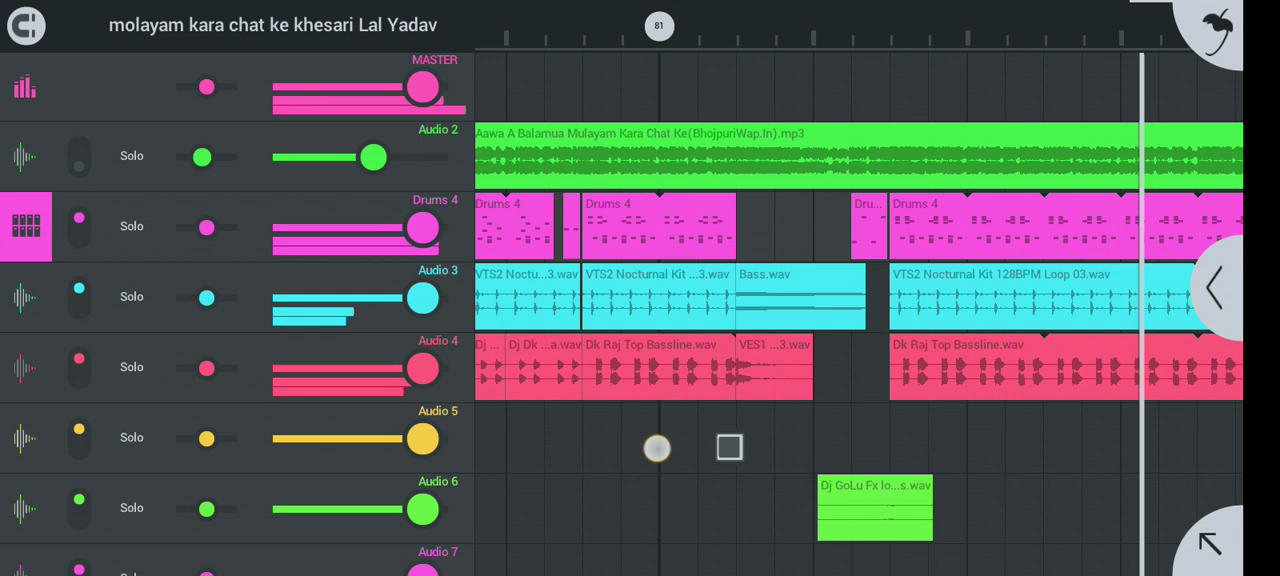 molayam kara chat ke khesari Lal Yadav
81
MASTER
Audio 2
Solo
Aawa A Balamua Mulayam Kara Chat Ke(BhojpuriWap.In).mp3
Drums 4
Solo
Drums 4
Drums 4
Dru...
Drums 4
Audio 3
Solo
VTS2 Noctu...3.wav
VTS2 Nocturnal Kit ...3.wav
Bass.wav
VTS2 Nocturnal Kit 128BPM Loop 03.wav
Audio 4
Solo
Dj ...
Dj Dk ...a.wav
Dk Raj Top Bassline.wav
VES1 ...3.wav
Dk Raj Top Bassline.wav
Audio 5
Solo
Audio 6
Solo
Dj GoLu Fx lo...s.wav
Audio 7